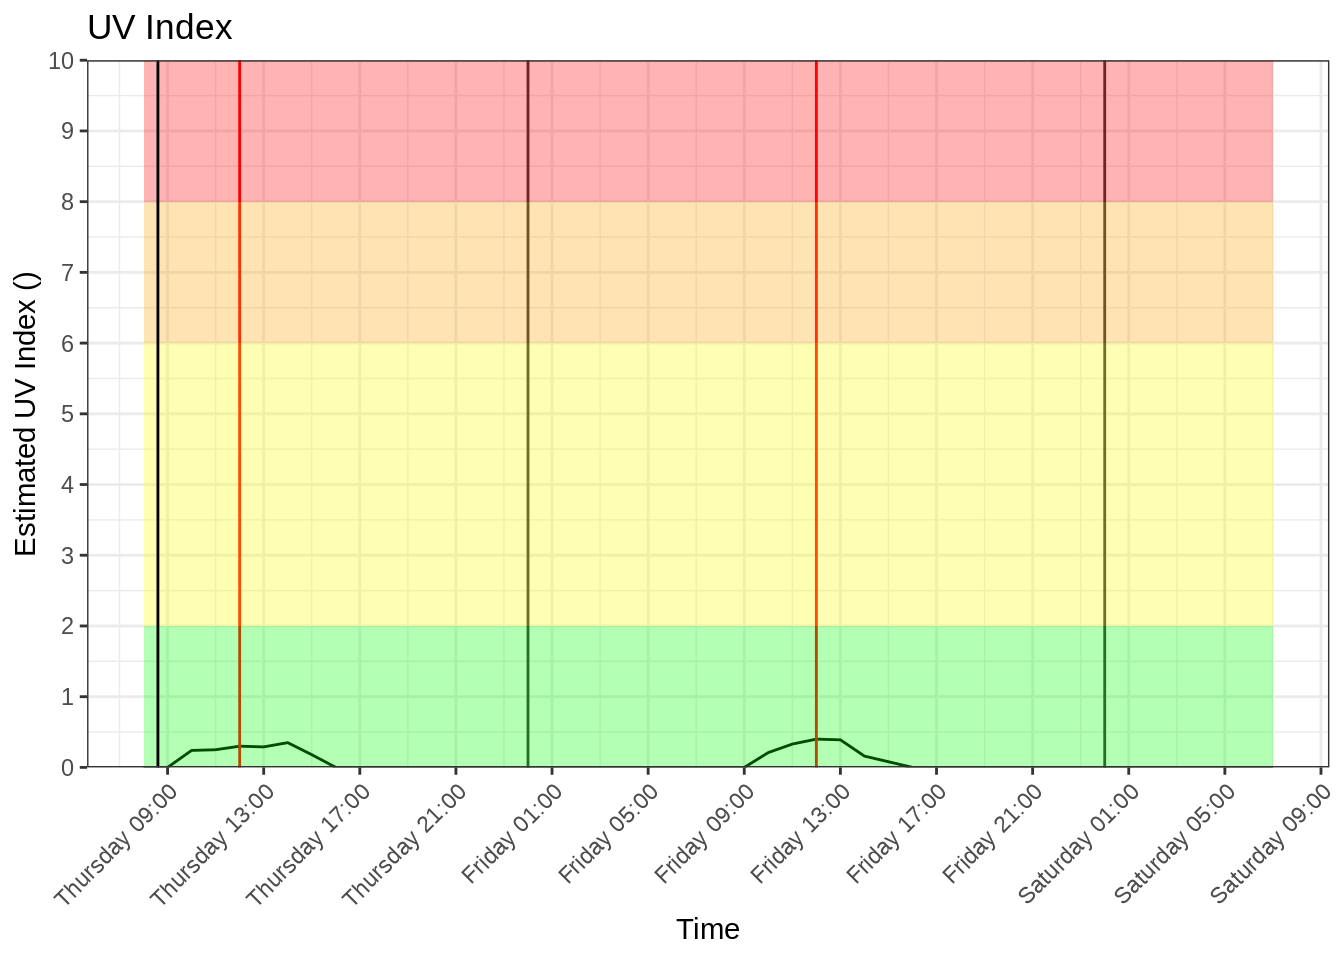 UV Index
Estimated UV Index ()
10
9
8
7
6
5
4
3
2
1
0
Thursday 09:00
Thursday 13:00
Thursday 17:00
Thursday 21:00
Friday 01:00
Friday 05:00
Friday 09:00
Friday 13:00
Friday 17:00
Friday 21:00
Saturday 01:00
Saturday 05:00
Saturday 09:00
Time